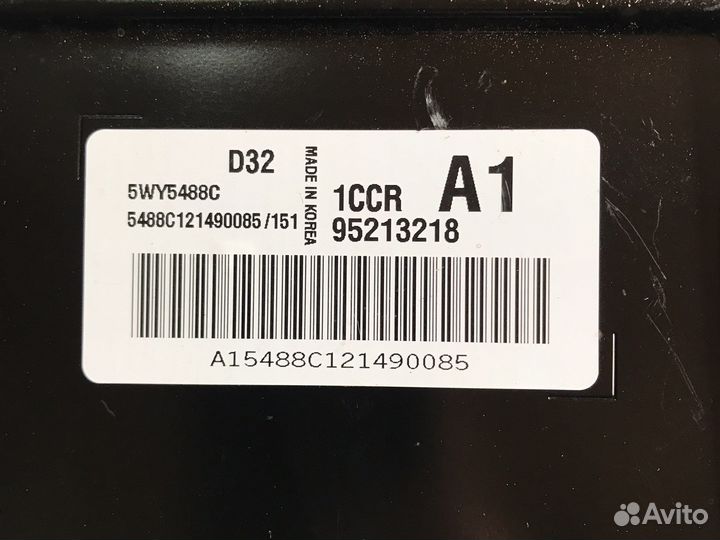 D32
5WY5488C
5488C121490085/151
MADE IN KOREA
1CCR A1
95213218
A15488C121490085
Avito